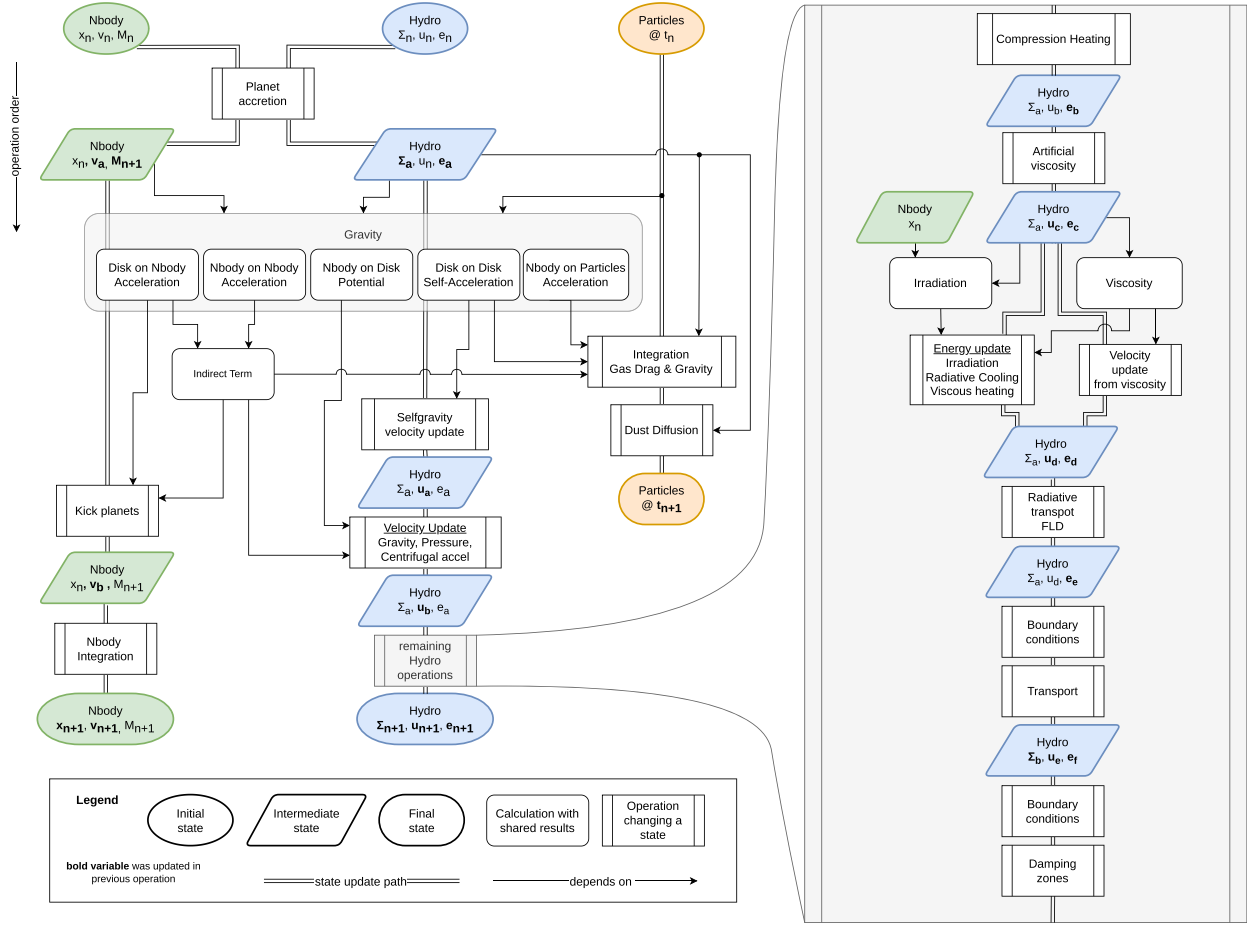 Nbody
xn, vn, Mn
Hydro
Σn, un, en
Particles
@ tn
operation order
Planet
accretion
Nbody
xn, va, Mn+1
Hydro
Σa, un, ea
Gravity
Disk on Nbody
Acceleration
Nbody on Nbody
Acceleration
Nbody on Disk
Potential
Disk on Disk
Self-Acceleration
Nbody on Particles
Acceleration
Indirect Term
Integration
Gas Drag & Gravity
Selfgravity
velocity update
Dust Diffusion
Hydro
Σa, ua, ea
Particles
@ tn+1
Kick planets
Velocity Update
Gravity, Pressure,
Centrifugal accel
Nbody
xn, vb , Mn+1
Hydro
Σa, ub, ea
Nbody
Integration
remaining
Hydro
operations
Nbody
xn+1, vn+1, Mn+1
Hydro
Σn+1, un+1, en+1
Legend
Initial
state
Intermediate
state
Final
state
Calculation with
shared results
Operation
changing a
state
bold variable was updated in
previous operation
state update path
depends on
Compression Heating
Hydro
Σa, ub, eb
Artificial
viscosity
Nbody
xn
Hydro
Σa, uc, ec
Irradiation
Viscosity
Energy update
Irradiation
Radiative Cooling
Viscous heating
Velocity
update
from viscosity
Hydro
Σa, ud, ed
Radiative
transpot
FLD
Hydro
Σa, ud, ee
Boundary
conditions
Transport
Hydro
Σb, ue, ef
Boundary
conditions
Damping
zones